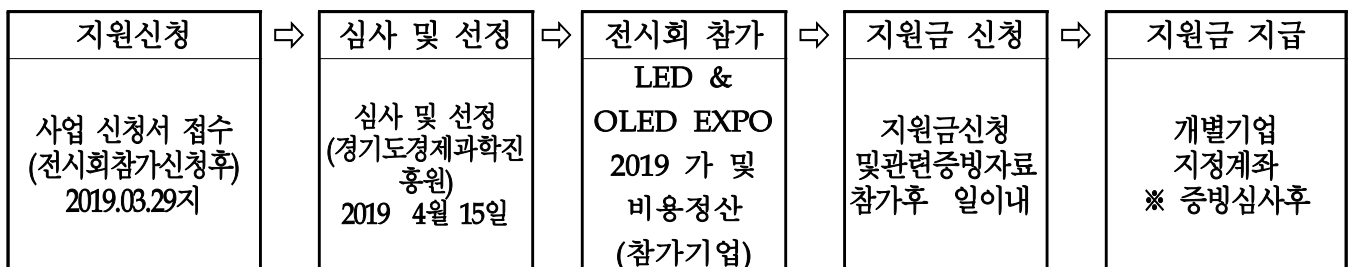 지원신청
⇨
심사 및 선정
⇨
전시회 참가
⇨
지원금 신청
⇨
지원금 지급
사업 신청서 접수
(전시회참가신청후)
2019.03.29지
심사 및 선정
(경기도경제과학진
흥원)
2019 4월 15일
LED &
OLED EXPO
2019 가 및
비용정산
(참가기업)
지원금신청
및관련증빙자료
참가후 일이내
개별기업
지정계좌
※ 증빙심사후